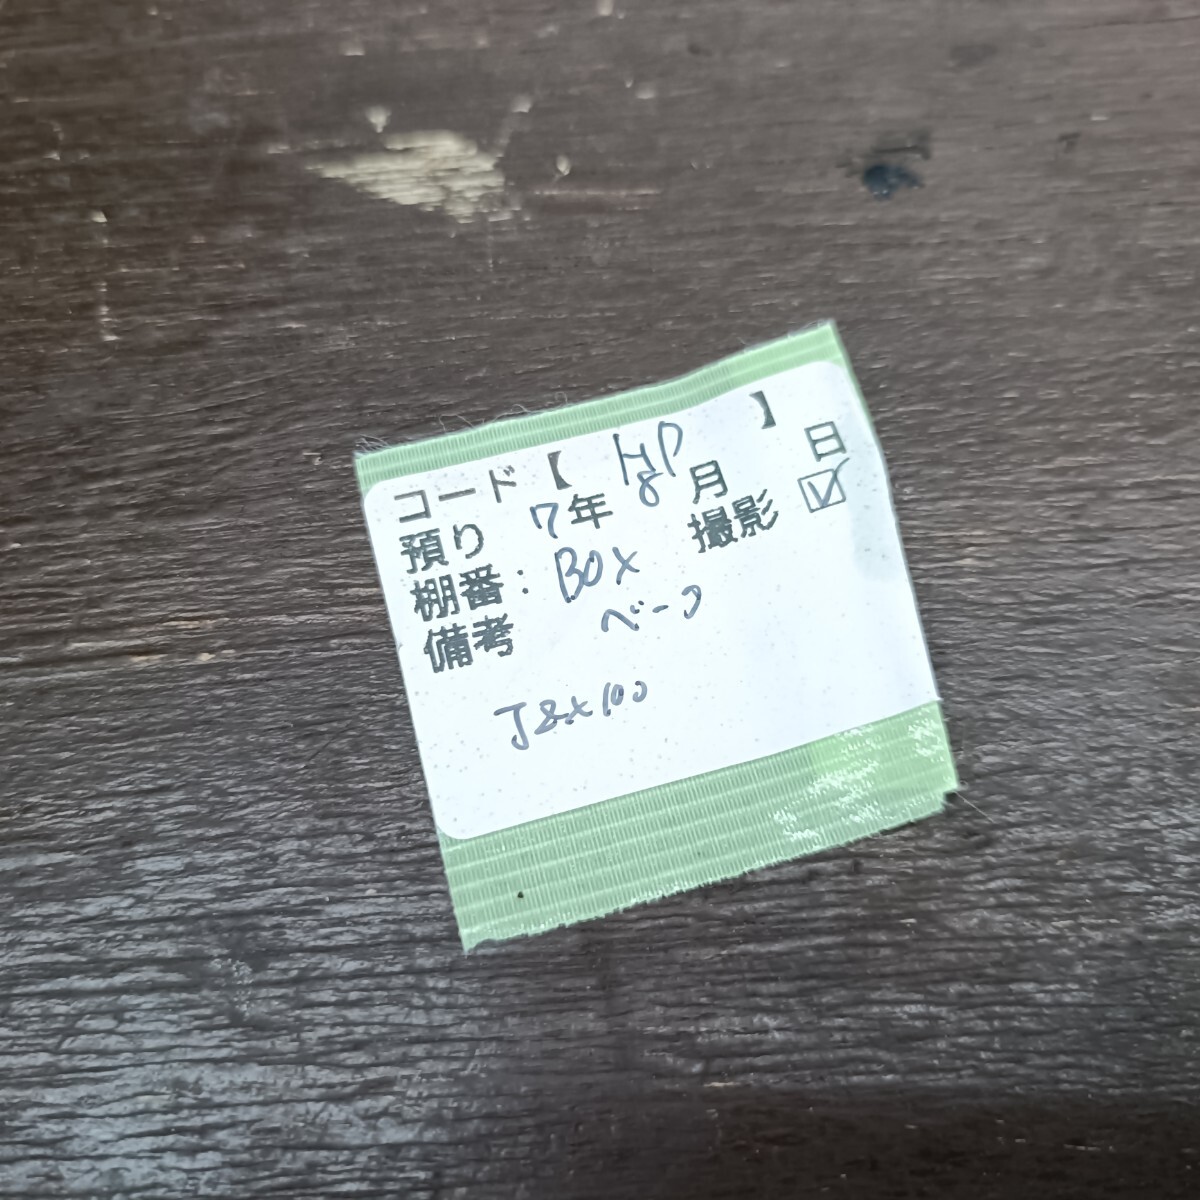 コード【 HP 】
預り 7年 8月 日
棚番: BOX 撮影 ☑
備考 ベーク
J8x100